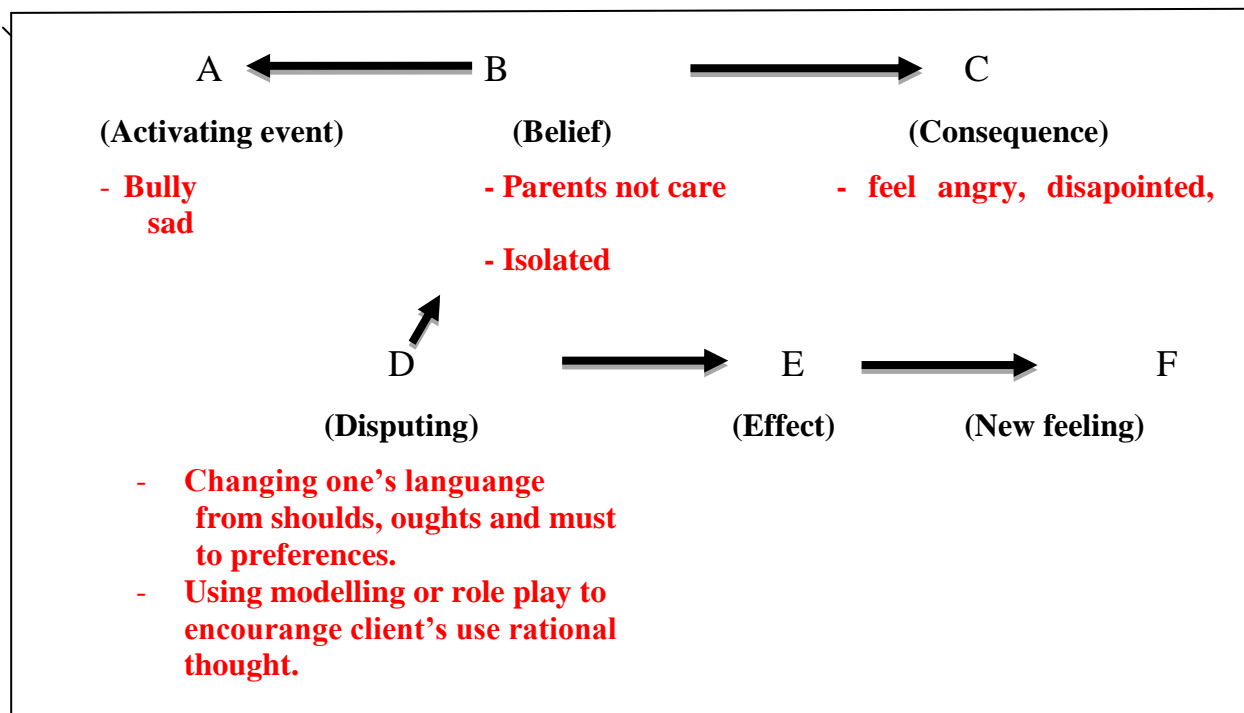 A B C
(Activating event) (Belief) (Consequence)
- Bully - Parents not care - feel angry, disapointed,
sad
- Isolated
D E F
(Disputing) (Effect) (New feeling)
- Changing one’s languange
from shoulds, oughts and must
to preferences.
- Using modelling or role play to
encourange client’s use rational
thought.